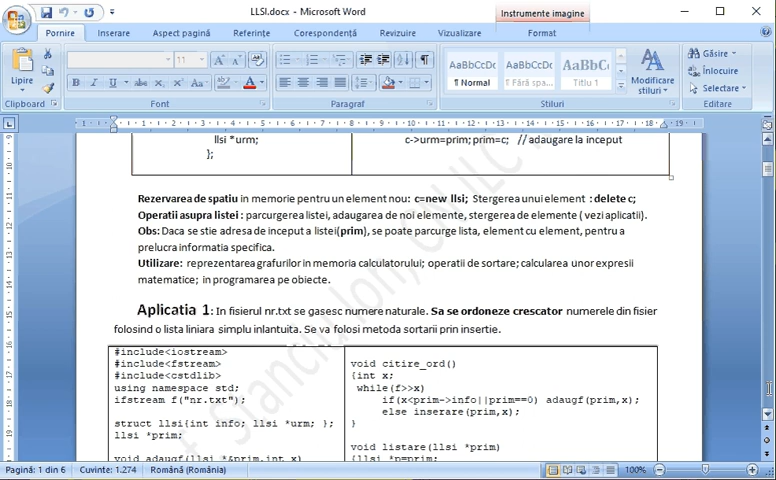 LLSI.docx - Microsoft Word
Instrumente imagine
Pornire
Inserare
Aspect pagină
Referințe
Corespondență
Revizuire
Vizualizare
Format
Lipire
11
AaBbCcDc
AaBbCcDc
AaBbCc
¶ Normal
¶ Fără spa...
Titlu 1
Modificare stiluri
Găsire
Înlocuire
Selectare
Clipboard
Font
Paragraf
Stiluri
Editare
llsi *urm;
};
c->urm=prim; prim=c; // adaugare la inceput
Rezervarea de spatiu in memorie pentru un element nou: c=new llsi; Stergerea unui element : delete c;
Operatii asupra listei : parcurgerea listei, adaugarea de noi elemente, stergerea de elemente ( vezi aplicatii).
Obs: Daca se stie adresa de inceput a listei(prim), se poate parcurge lista, element cu element, pentru a
prelucra informatia specifica.
Utilizare: reprezentarea grafurilor in memoria calculatorului; operatii de sortare; calcularea unor expresii
matematice; in programarea pe obiecte.
Aplicatia 1: In fisierul nr.txt se gasesc numere naturale. Sa se ordoneze crescator numerele din fisier
folosind o lista liniara simplu inlantuita. Se va folosi metoda sortarii prin insertie.
#include<iostream>
#include<fstream>
#include<cstdlib>
using namespace std;
ifstream f("nr.txt");
struct llsi{int info; llsi *urm; };
llsi *prim;
void adaugf(llsi *&prim,int x)
void citire_ord()
{int x;
while(f>>x)
if(x<prim->info||prim==0) adaugf(prim,x);
else inserare(prim,x);
}
void listare(llsi *prim)
{llsi *p=prim;
Pagină: 1 din 6
Cuvinte: 1.274
Română (România)
100%